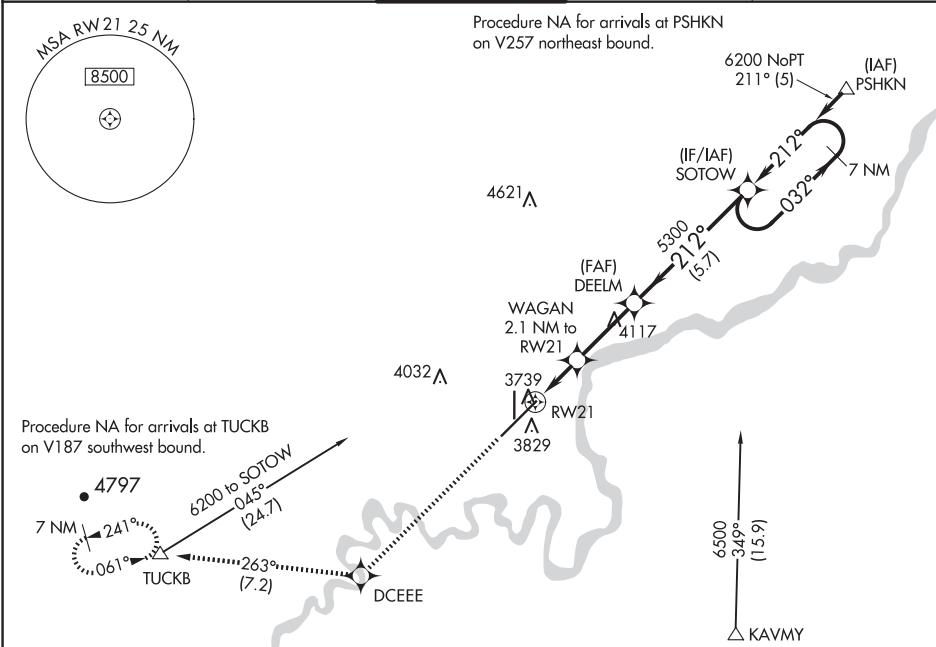 MSA RW 21 25 NM
8500
Procedure NA for arrivals at PSHKN
on V257 northeast bound.
6200 NoPT
211° (5)
(IAF)
PSHKN
(IF/IAF)
SOTOW
212°
7 NM
032°
4621
5300
212°
(5.7)
(FAF)
DEELM
WAGAN
2.1 NM to
RW21
4117
4032
3739
RW21
3829
Procedure NA for arrivals at TUCKB
on V187 southwest bound.
4797
6200 to SOTOW
045°
(24.7)
7 NM
241°
061°
TUCKB
263°
(7.2)
DCEEE
6500
349°
(15.9)
KAVMY